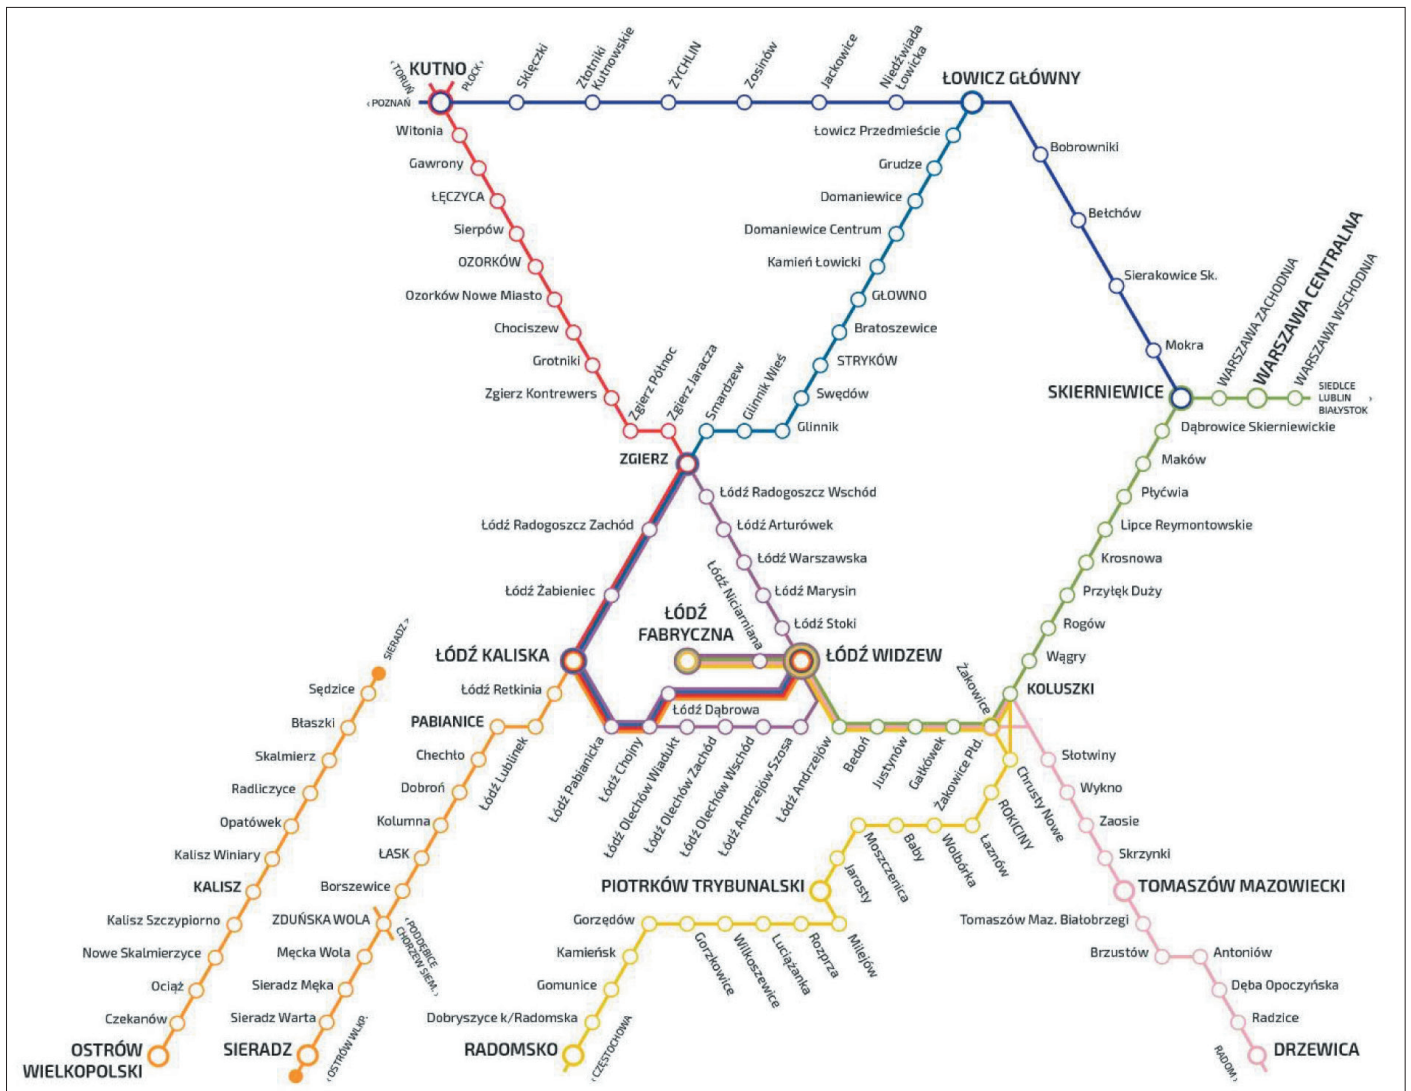 KUTNO
‹ TORUŃ
PŁOCK ›
‹ POZNAŃ
Sklęczki
Złotniki
Kutnowskie
ŻYCHLIN
Zosinów
Jackowice
Niedźwiada
Łowicka
ŁOWICZ GŁÓWNY
Witonia
Gawrony
ŁĘCZYCA
Sierpów
OZORKÓW
Ozorków Nowe Miasto
Chociszew
Grotniki
Zgierz Kontrewers
Zgierz Północ
Zgierz Jaracza
ZGIERZ
Łowicz Przedmieście
Grudze
Domaniewice
Domaniewice Centrum
Kamień Łowicki
GŁOWNO
Bratoszewice
STRYKÓW
Swędów
Glinnik
Glinnik Wieś
Smardzew
Bobrowniki
Bełchów
Sierakowice Sk.
Mokra
SKIERNIEWICE
WARSZAWA ZACHODNIA
WARSZAWA CENTRALNA
WARSZAWA WSCHODNIA
SIEDLCE
LUBLIN ›
BIAŁYSTOK
Dąbrowice Skierniewickie
Maków
Płyćwia
Lipce Reymontowskie
Krosnowa
Przyłęk Duży
Rogów
Wągry
KOLUSZKI
Łódź Radogoszcz Wschód
Łódź Arturówek
Łódź Warszawska
Łódź Marysin
Łódź Stoki
Łódź Radogoszcz Zachód
Łódź Żabieniec
ŁÓDŹ KALISKA
Łódź Niciarniana
ŁÓDŹ
FABRYCZNA
ŁÓDŹ WIDZEW
Łódź Retkinia
PABIANICE
Łódź Lublinek
Łódź Pabianicka
Łódź Chojny
Łódź Dąbrowa
Łódź Olechów Wiadukt
Łódź Olechów Zachód
Łódź Olechów Wschód
Łódź Andrzejów Szosa
Łódź Andrzejów
Bedoń
Justynów
Gałkówek
Żakowice Płd.
Żakowice
Chechło
Dobroń
Kolumna
ŁASK
Borszewice
ZDUŃSKA WOLA
‹ PODDĘBICE
CHORZEW SIEM. ›
Męcka Wola
Sieradz Męka
Sieradz Warta
SIERADZ
‹ OSTRÓW WLKP.
SIERADZ ›
Sędzice
Błaszki
Skalmierz
Radliczyce
Opatówek
Kalisz Winiary
KALISZ
Kalisz Szczypiorno
Nowe Skalmierzyce
Ociąż
Czekanów
OSTRÓW
WIELKOPOLSKI
Chrusty Nowe
ROKICINY
Łaznów
Wolbórka
Baby
Moszczenica
Jarosty
PIOTRKÓW TRYBUNALSKI
Milejów
Rozprza
Luciążanka
Wilkoszewice
Gorzkowice
Gorzędów
Kamieńsk
Gomunice
Dobryszyce k/Radomska
RADOMSKO
‹ CZĘSTOCHOWA
Słotwiny
Wykno
Zaosie
Skrzynki
TOMASZÓW MAZOWIECKI
Tomaszów Maz. Białobrzegi
Brzustów
Antoniów
Dęba Opoczyńska
Radzice
DRZEWICA
RADOM ›